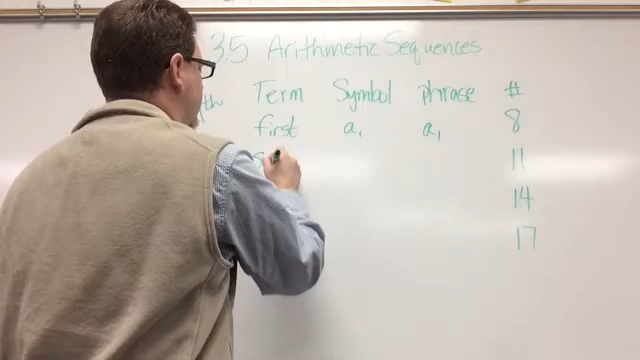 3.5 Arithmetic Sequences
Term Symbol phrase #
first a₁ a₁ 8
11
14
17